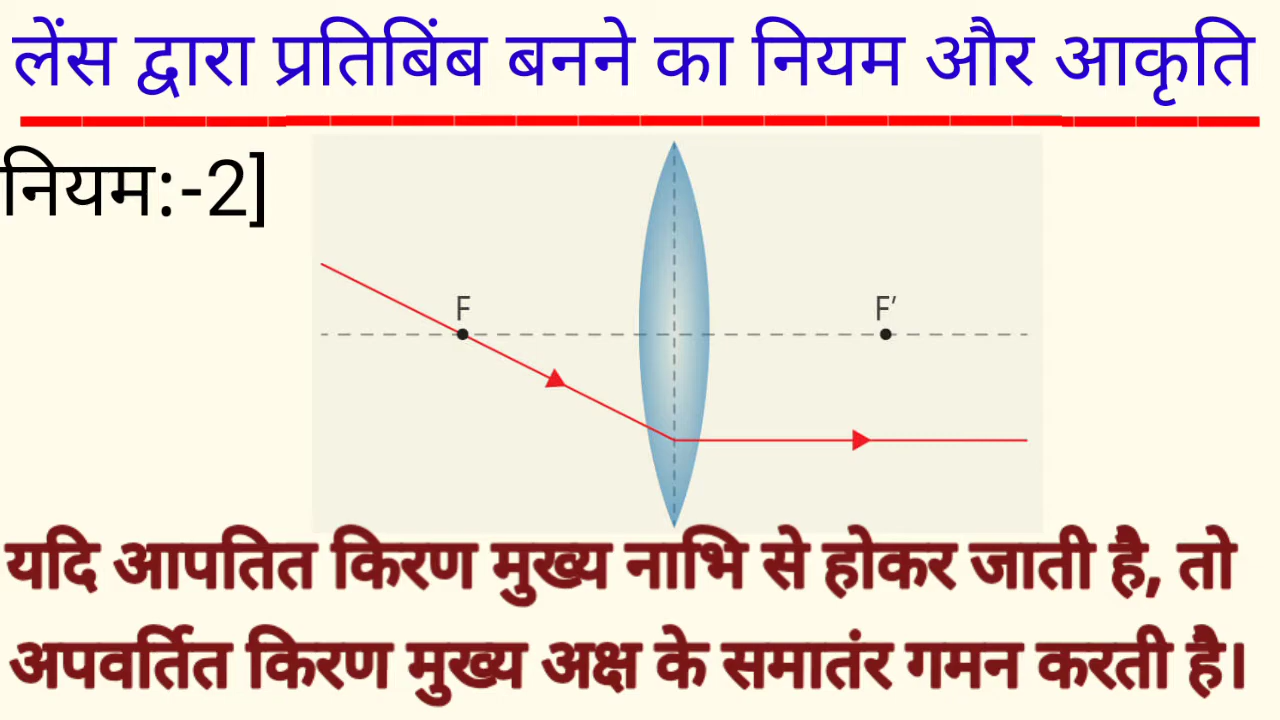 लेंस द्वारा प्रतिबिंब बनने का नियम और आकृति
नियम:-2]
F
F′
यदि आपतित किरण मुख्य नाभि से होकर जाती है, तो
अपवर्तित किरण मुख्य अक्ष के समातंर गमन करती है।